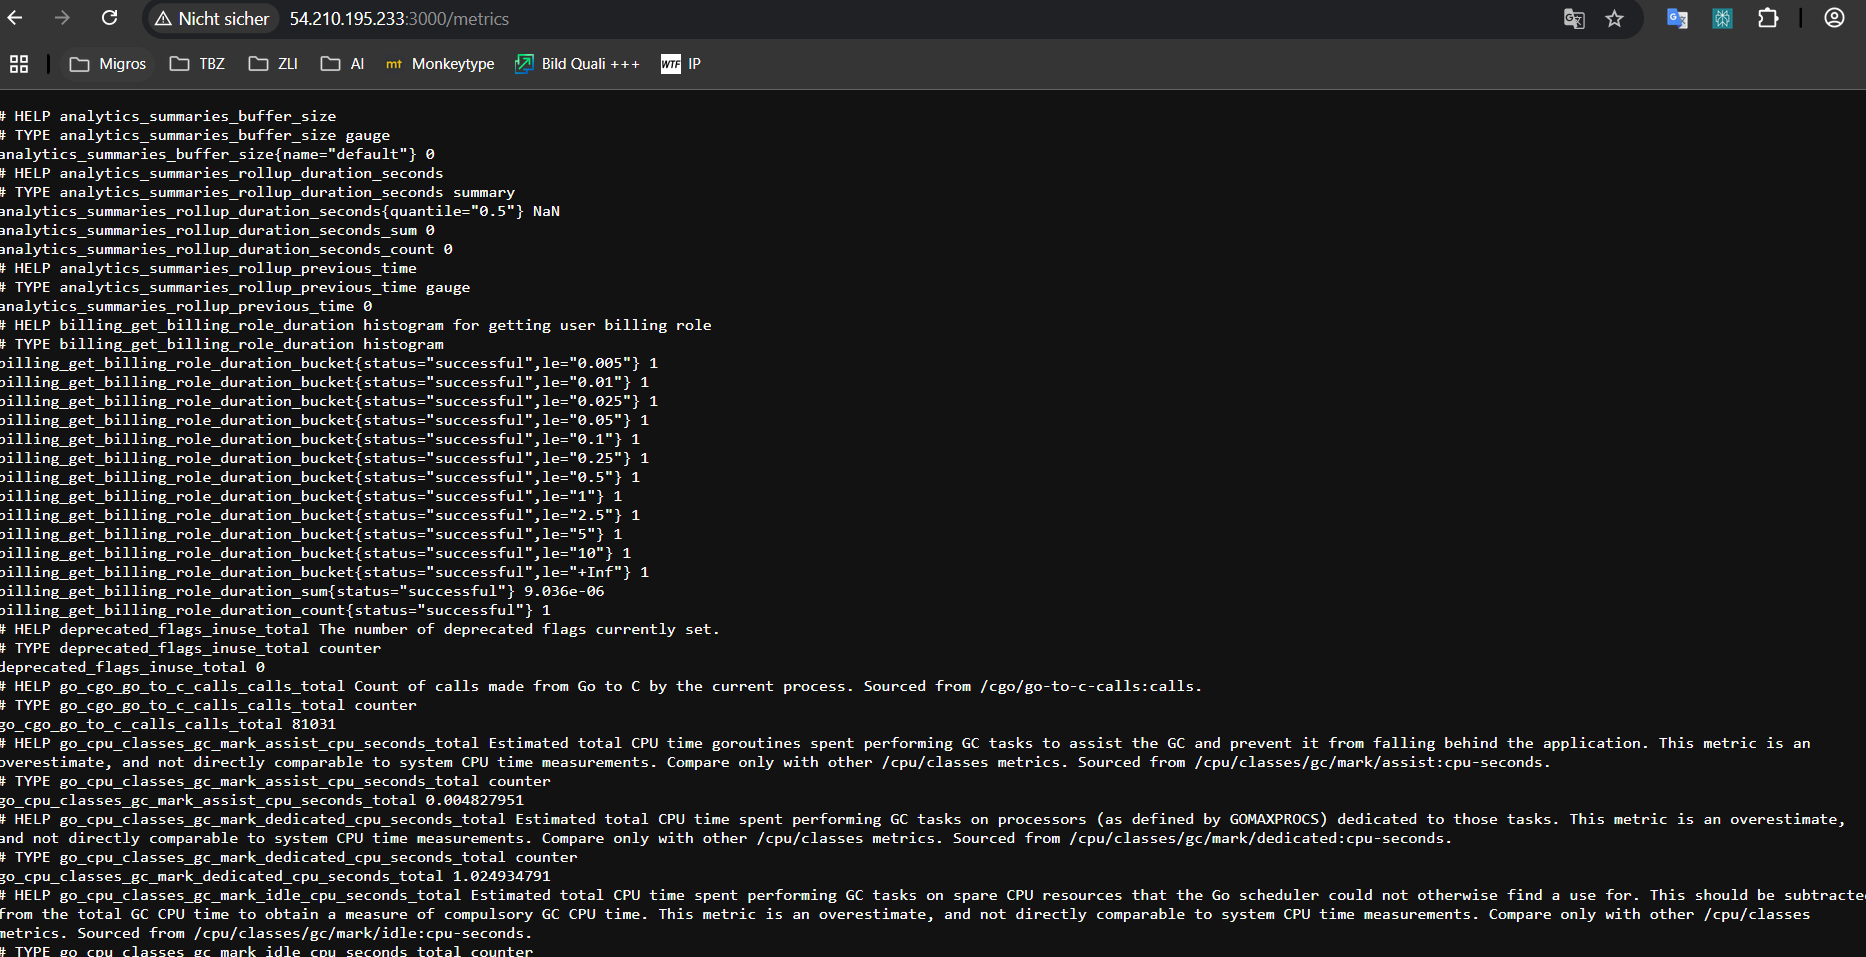 Nicht sicher 54.210.195.233:3000/metrics
Migros TBZ ZLI AI mt Monkeytype Bild Quali +++ WTF IP
# HELP analytics_summaries_buffer_size
# TYPE analytics_summaries_buffer_size gauge
analytics_summaries_buffer_size{name="default"} 0
# HELP analytics_summaries_rollup_duration_seconds
# TYPE analytics_summaries_rollup_duration_seconds summary
analytics_summaries_rollup_duration_seconds{quantile="0.5"} NaN
analytics_summaries_rollup_duration_seconds_sum 0
analytics_summaries_rollup_duration_seconds_count 0
# HELP analytics_summaries_rollup_previous_time
# TYPE analytics_summaries_rollup_previous_time gauge
analytics_summaries_rollup_previous_time 0
# HELP billing_get_billing_role_duration histogram for getting user billing role
# TYPE billing_get_billing_role_duration histogram
billing_get_billing_role_duration_bucket{status="successful",le="0.005"} 1
billing_get_billing_role_duration_bucket{status="successful",le="0.01"} 1
billing_get_billing_role_duration_bucket{status="successful",le="0.025"} 1
billing_get_billing_role_duration_bucket{status="successful",le="0.05"} 1
billing_get_billing_role_duration_bucket{status="successful",le="0.1"} 1
billing_get_billing_role_duration_bucket{status="successful",le="0.25"} 1
billing_get_billing_role_duration_bucket{status="successful",le="0.5"} 1
billing_get_billing_role_duration_bucket{status="successful",le="1"} 1
billing_get_billing_role_duration_bucket{status="successful",le="2.5"} 1
billing_get_billing_role_duration_bucket{status="successful",le="5"} 1
billing_get_billing_role_duration_bucket{status="successful",le="10"} 1
billing_get_billing_role_duration_bucket{status="successful",le="+Inf"} 1
billing_get_billing_role_duration_sum{status="successful"} 9.036e-06
billing_get_billing_role_duration_count{status="successful"} 1
# HELP deprecated_flags_inuse_total The number of deprecated flags currently set.
# TYPE deprecated_flags_inuse_total counter
deprecated_flags_inuse_total 0
# HELP go_cgo_go_to_c_calls_calls_total Count of calls made from Go to C by the current process. Sourced from /cgo/go-to-c-calls:calls.
# TYPE go_cgo_go_to_c_calls_calls_total counter
go_cgo_go_to_c_calls_calls_total 81031
# HELP go_cpu_classes_gc_mark_assist_cpu_seconds_total Estimated total CPU time goroutines spent performing GC tasks to assist the GC and prevent it from falling behind the application. This metric is an
overestimate, and not directly comparable to system CPU time measurements. Compare only with other /cpu/classes metrics. Sourced from /cpu/classes/gc/mark/assist:cpu-seconds.
# TYPE go_cpu_classes_gc_mark_assist_cpu_seconds_total counter
go_cpu_classes_gc_mark_assist_cpu_seconds_total 0.004827951
# HELP go_cpu_classes_gc_mark_dedicated_cpu_seconds_total Estimated total CPU time spent performing GC tasks on processors (as defined by GOMAXPROCS) dedicated to those tasks. This metric is an overestimate,
and not directly comparable to system CPU time measurements. Compare only with other /cpu/classes metrics. Sourced from /cpu/classes/gc/mark/dedicated:cpu-seconds.
# TYPE go_cpu_classes_gc_mark_dedicated_cpu_seconds_total counter
go_cpu_classes_gc_mark_dedicated_cpu_seconds_total 1.024934791
# HELP go_cpu_classes_gc_mark_idle_cpu_seconds_total Estimated total CPU time spent performing GC tasks on spare CPU resources that the Go scheduler could not otherwise find a use for. This should be subtracted
from the total GC CPU time to obtain a measure of compulsory GC CPU time. This metric is an overestimate, and not directly comparable to system CPU time measurements. Compare only with other /cpu/classes
metrics. Sourced from /cpu/classes/gc/mark/idle:cpu-seconds.
# TYPE go_cpu_classes_gc_mark_idle_cpu_seconds_total counter